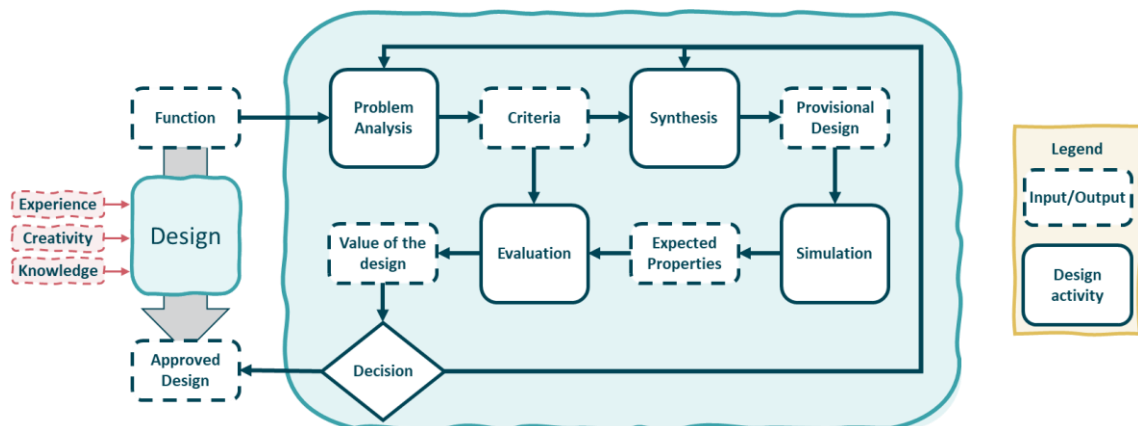 Function
Problem
Analysis
Criteria
Synthesis
Provisional
Design
Experience
Creativity
Knowledge
Design
Value of the
design
Evaluation
Expected
Properties
Simulation
Approved
Design
Decision
Legend
Input/Output
Design
activity